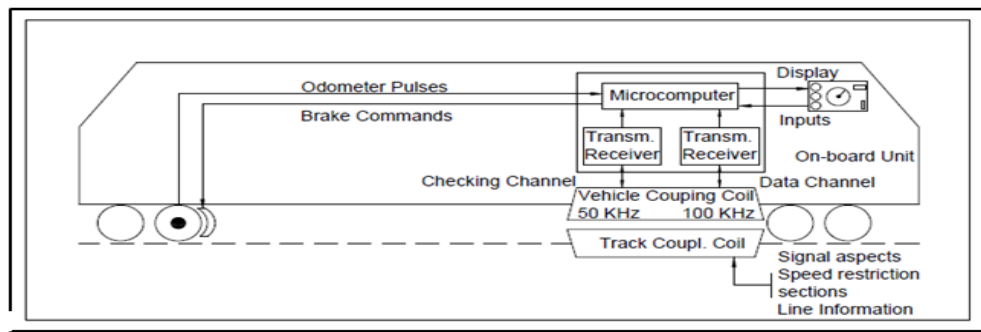 Display
Odometer Pulses
Microcomputer
Brake Commands
Inputs
Transm.
Receiver
Transm.
Receiver
On-board Unit
Checking Channel
Data Channel
Vehicle Couping Coil
50 KHz 100 KHz
Track Coupl. Coil
Signal aspects
Speed restriction
sections
Line Information